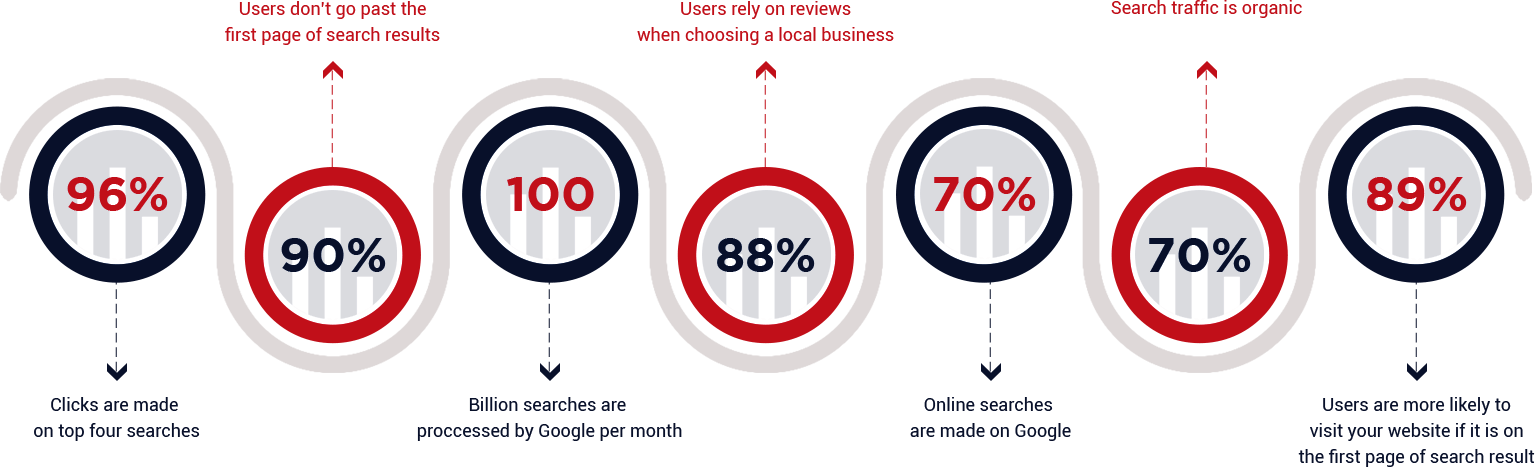 Users don't go past the
first page of search results
Users rely on reviews
when choosing a local business
Search traffic is organic
96%
90%
100
88%
70%
70%
89%
Clicks are made
on top four searches
Billion searches are
proccessed by Google per month
Online searches
are made on Google
Users are more likely to
visit your website if it is on
the first page of search result